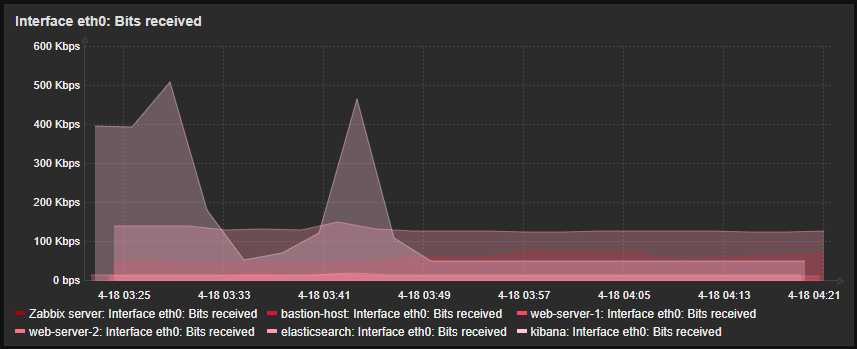 Interface eth0: Bits received
600 Kbps
500 Kbps
400 Kbps
300 Kbps
200 Kbps
100 Kbps
0 bps
4-18 03:25 4-18 03:33 4-18 03:41 4-18 03:49 4-18 03:57 4-18 04:05 4-18 04:13 4-18 04:21
Zabbix server: Interface eth0: Bits received bastion-host: Interface eth0: Bits received web-server-1: Interface eth0: Bits received
web-server-2: Interface eth0: Bits received elasticsearch: Interface eth0: Bits received kibana: Interface eth0: Bits received